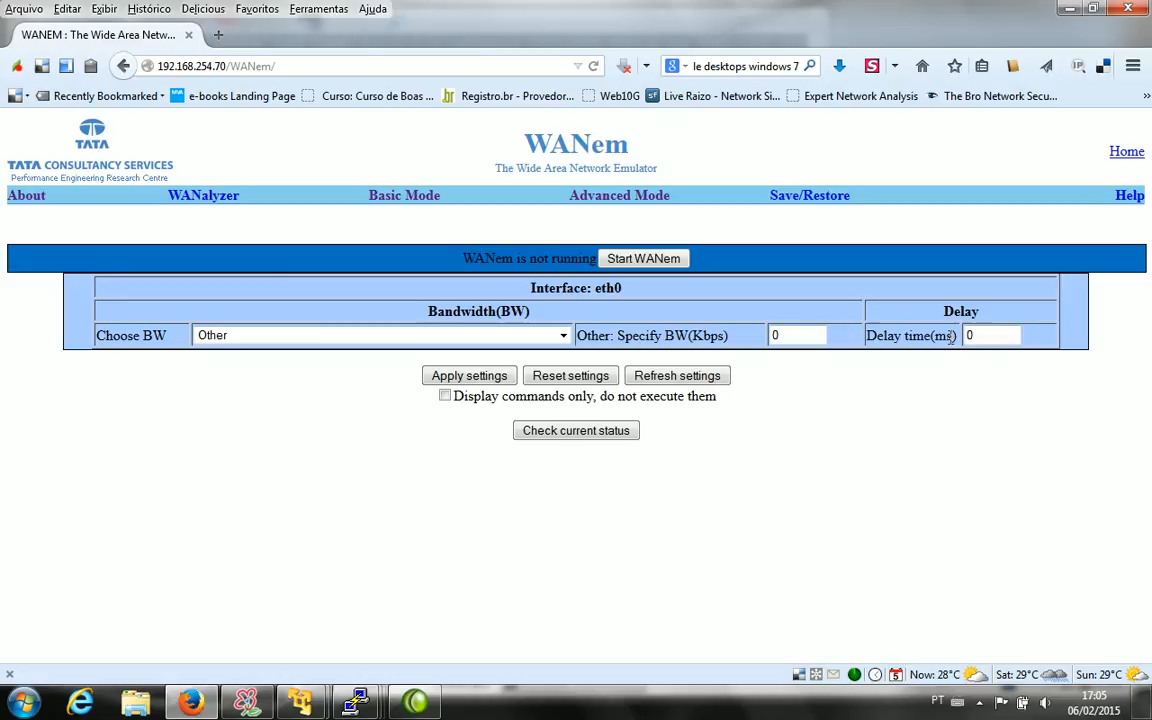 Arquivo Editar Exibir Histórico Delicious Favoritos Ferramentas Ajuda
WANEM : The Wide Area Netw...
192.168.254.70/WANem/
le desktops windows 7
S
IP
Recently Bookmarked
e-books Landing Page
Curso: Curso de Boas ...
Registro.br - Provedor...
Web10G
sf Live Raizo - Network Si...
Expert Network Analysis
The Bro Network Secu...
TATA
TATA CONSULTANCY SERVICES
Performance Engineering Research Centre
WANem
The Wide Area Network Emulator
Home
About WANalyzer Basic Mode Advanced Mode Save/Restore Help
WANem is not running Start WANem
Interface: eth0
Bandwidth(BW) Delay
Choose BW Other Other: Specify BW(Kbps) 0 Delay time(ms) 0
Apply settings Reset settings Refresh settings
Display commands only, do not execute them
Check current status
Now: 28°C Sat: 29°C Sun: 29°C
PT
17:05
06/02/2015